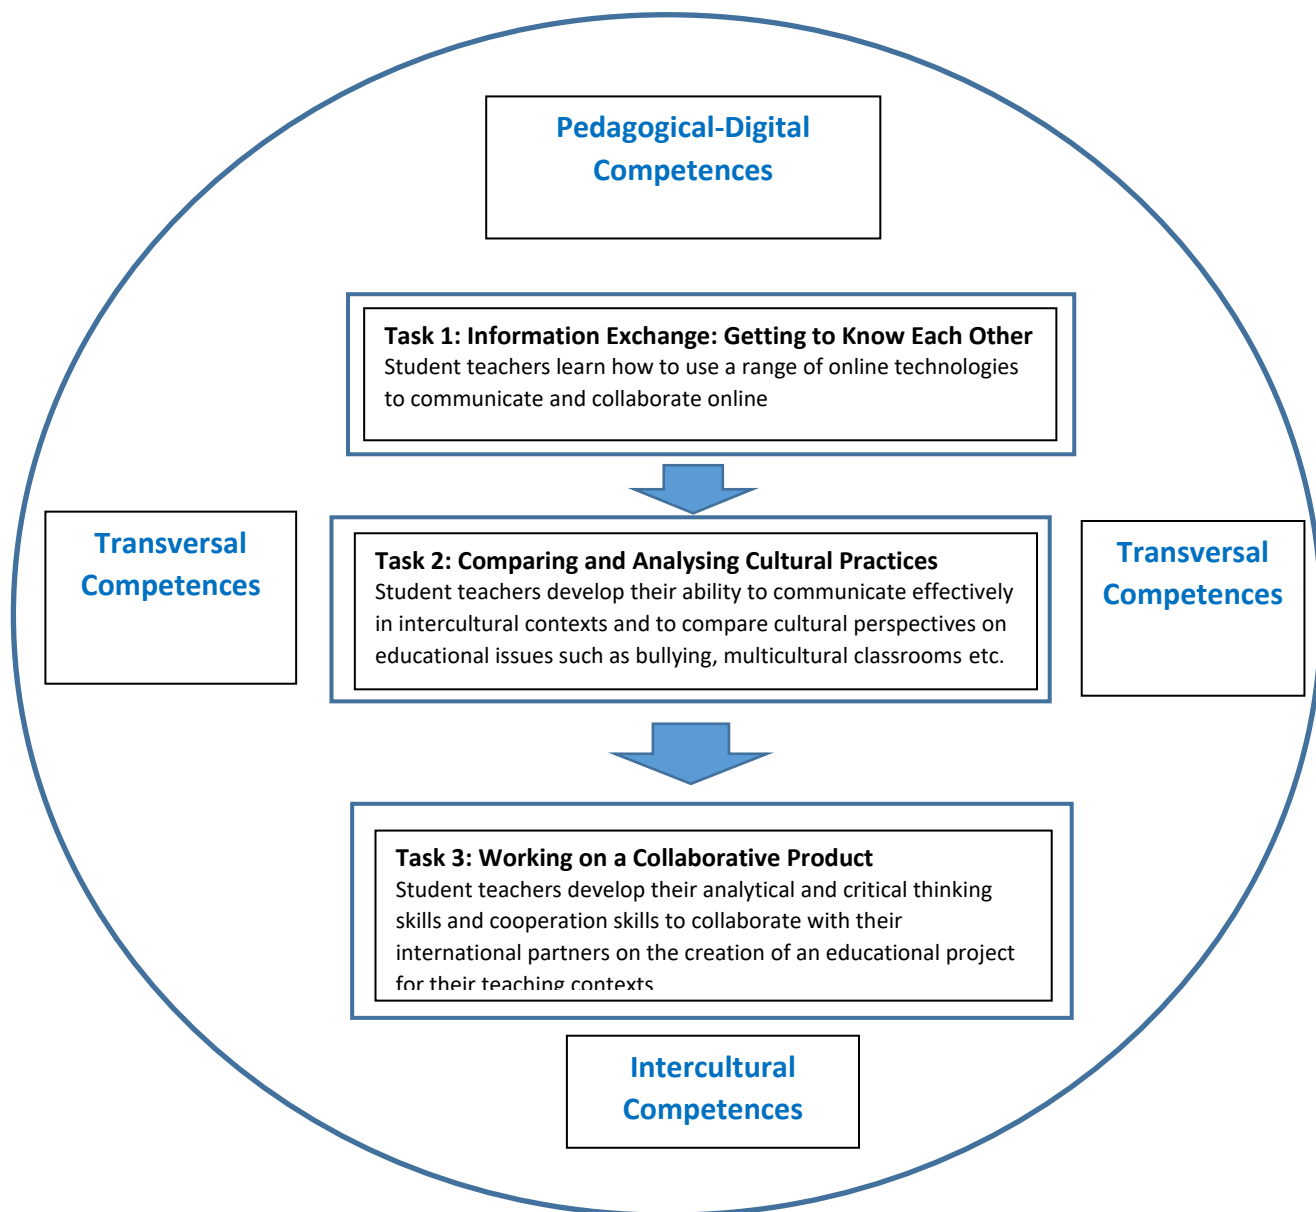 Pedagogical-Digital
Competences
Task 1: Information Exchange: Getting to Know Each Other
Student teachers learn how to use a range of online technologies
to communicate and collaborate online
Transversal
Competences
Task 2: Comparing and Analysing Cultural Practices
Student teachers develop their ability to communicate effectively
in intercultural contexts and to compare cultural perspectives on
educational issues such as bullying, multicultural classrooms etc.
Transversal
Competences
Task 3: Working on a Collaborative Product
Student teachers develop their analytical and critical thinking
skills and cooperation skills to collaborate with their
international partners on the creation of an educational project
for their teaching contexts
Intercultural
Competences